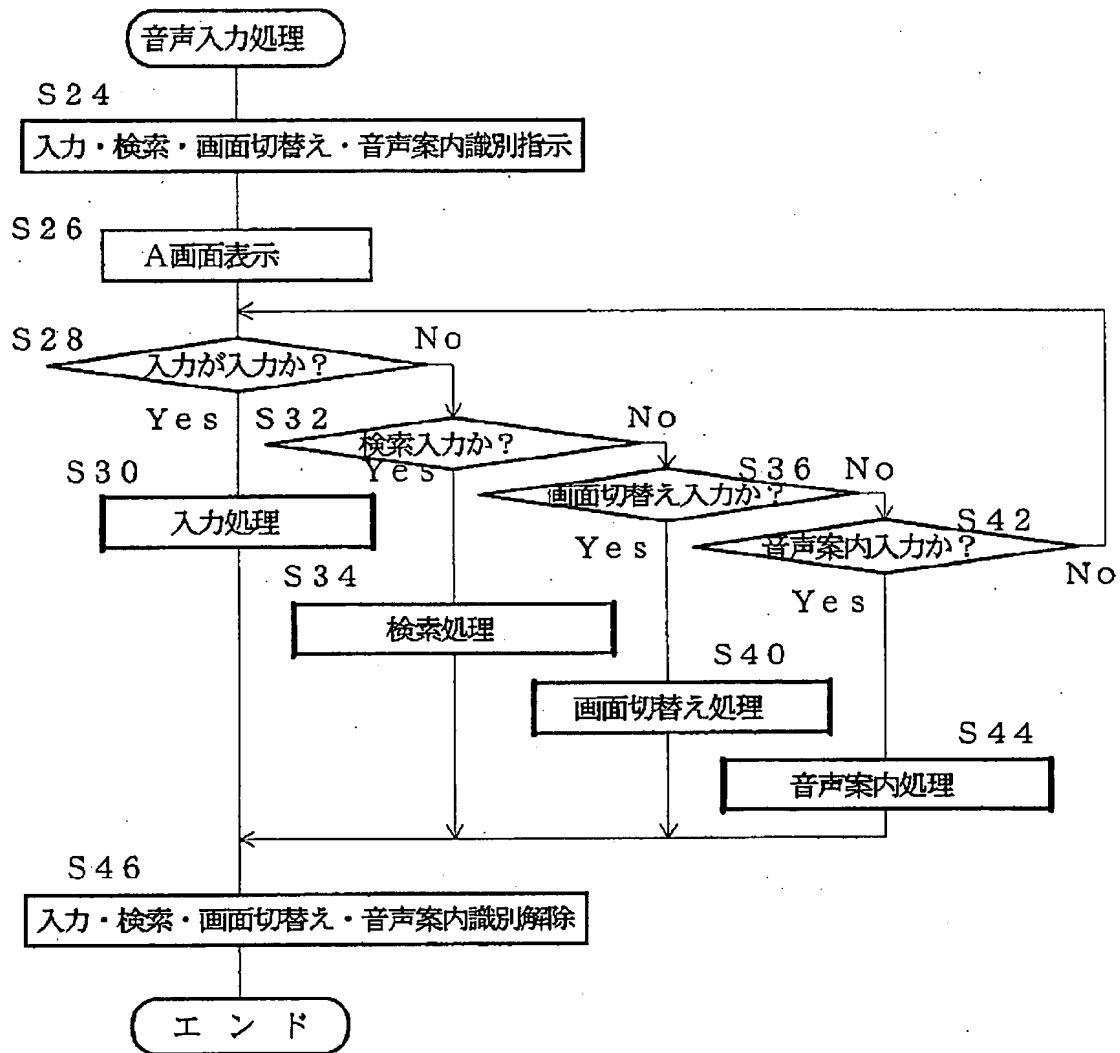 音声入力処理
S24
入力・検索・画面切替え・音声案内識別指示
S26
A画面表示
S28
入力が入力か？
No
Yes
S32
検索入力か？
No
Yes
S30
入力処理
S36
画面切替え入力か？
No
Yes
S42
音声案内入力か？
No
Yes
S34
検索処理
S40
画面切替え処理
S44
音声案内処理
S46
入力・検索・画面切替え・音声案内識別解除
エンド